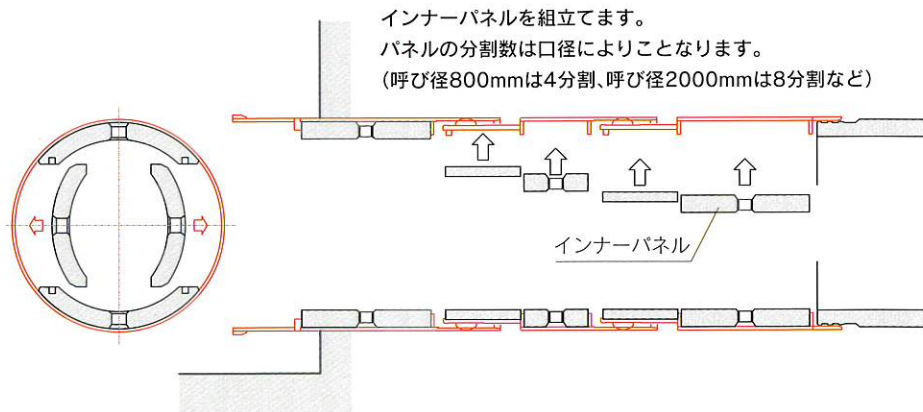 インナーパネルを組立てます。
パネルの分割数は口径によりことなります。
（呼び径800mmは4分割、呼び径2000mmは8分割など）
インナーパネル